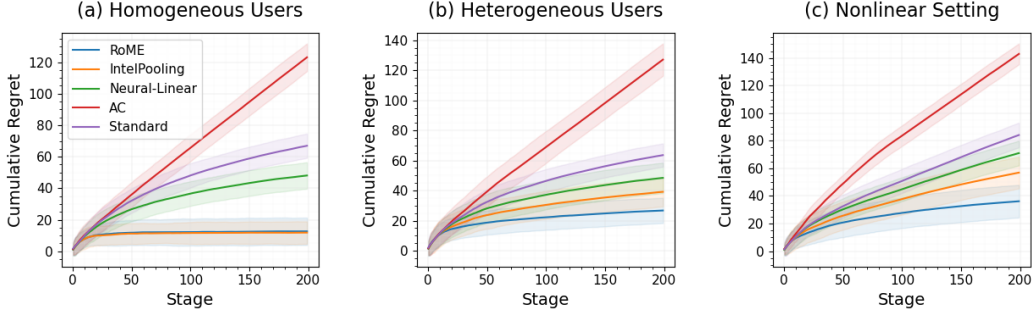 (a) Homogeneous Users
Cumulative Regret
120
100
80
60
40
20
0
RoME
IntelPooling
Neural-Linear
AC
Standard
0 50 100 150 200
Stage
(b) Heterogeneous Users
Cumulative Regret
140
120
100
80
60
40
20
0
0 50 100 150 200
Stage
(c) Nonlinear Setting
Cumulative Regret
140
120
100
80
60
40
20
0
0 50 100 150 200
Stage